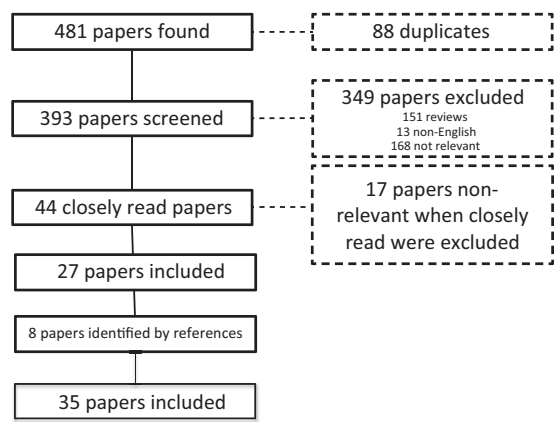 481 papers found
88 duplicates
393 papers screened
349 papers excluded
151 reviews
13 non-English
168 not relevant
44 closely read papers
17 papers non-
relevant when closely
read were excluded
27 papers included
8 papers identified by references
35 papers included